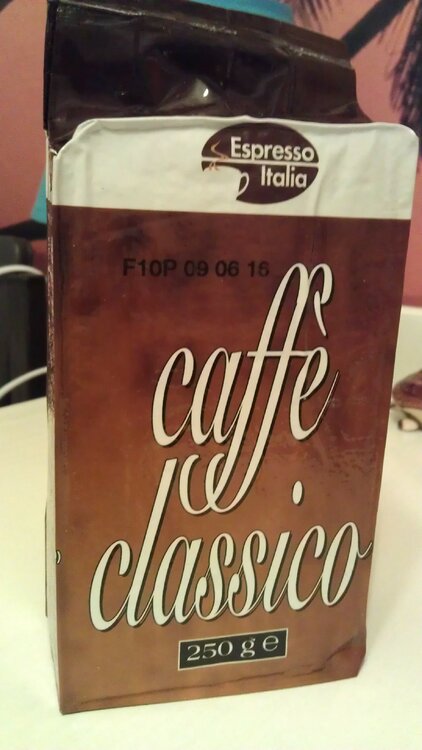 Espresso
Italia
F10P 09 06 16
caffè
classico
250 g e